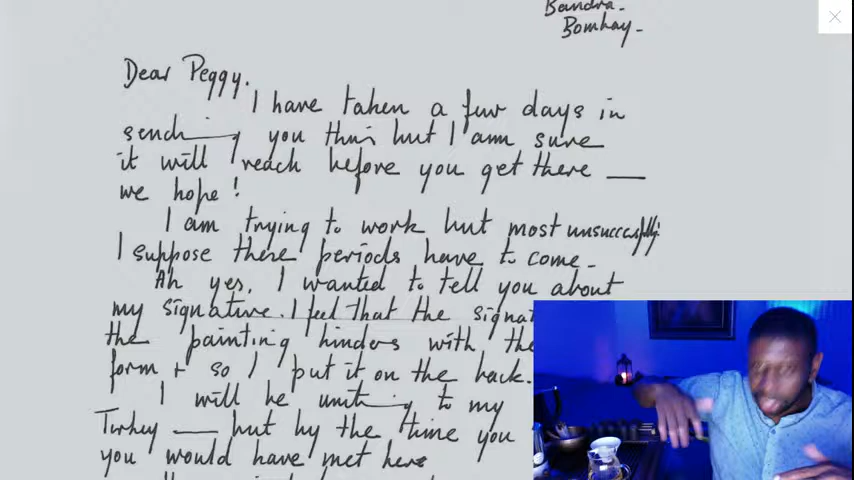 Bandra.
Bombay.
Dear Peggy.
I have taken a few days in
sending you this but I am sure
it will reach before you get there —
we hope!
I am trying to work but most unsuccessfully.
I suppose these periods have to come.
Ah yes, I wanted to tell you about
my signature. I feel that the
the painting hinders with the
form + so I put it on the back.
I will be writing to my
Turkey — but by the time you
you would have met here